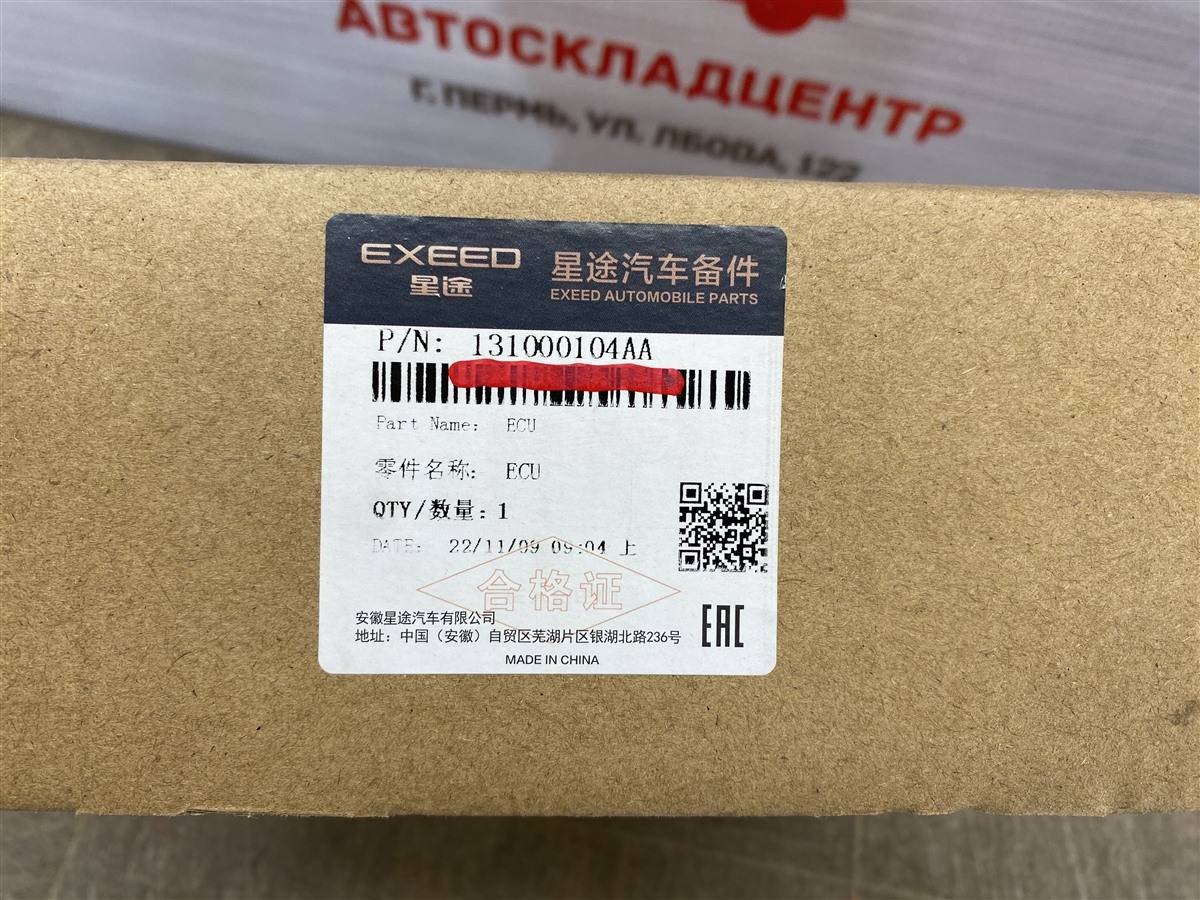 АВТОСКЛАДЦЕНТР
Г. ПЕРМЬ, УЛ. ЛБОВА, 122
EXEED
星途
星途汽车备件
EXEED AUTOMOBILE PARTS
P/N: 131000104AA
Part Name: ECU
零件名称: ECU
QTY/数量: 1
DATE: 22/11/09 09:04 上
合格证
安徽星途汽车有限公司
地址: 中国（安徽）自贸区芜湖片区银湖北路236号
EAC
MADE IN CHINA